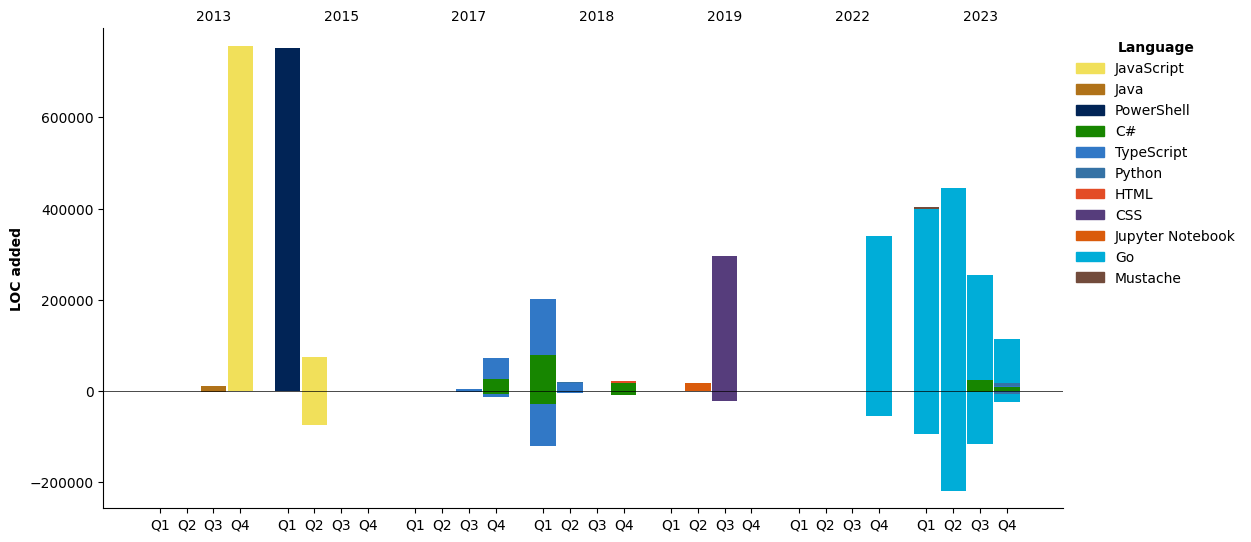 2013 2015 2017 2018 2019 2022 2023
Language
JavaScript
Java
PowerShell
C#
TypeScript
Python
HTML
CSS
Jupyter Notebook
Go
Mustache
LOC added
600000
400000
200000
0
−200000
Q1 Q2 Q3 Q4 Q1 Q2 Q3 Q4 Q1 Q2 Q3 Q4 Q1 Q2 Q3 Q4 Q1 Q2 Q3 Q4 Q1 Q2 Q3 Q4 Q1 Q2 Q3 Q4